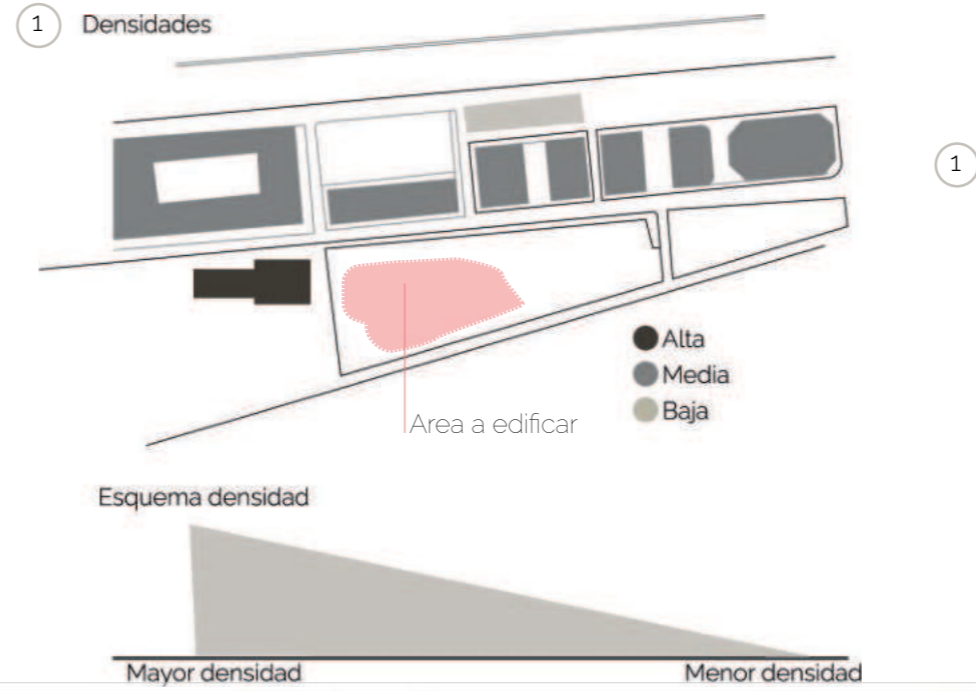 1 Densidades
1
Alta
Media
Baja
Area a edificar
Esquema densidad
Mayor densidad Menor densidad